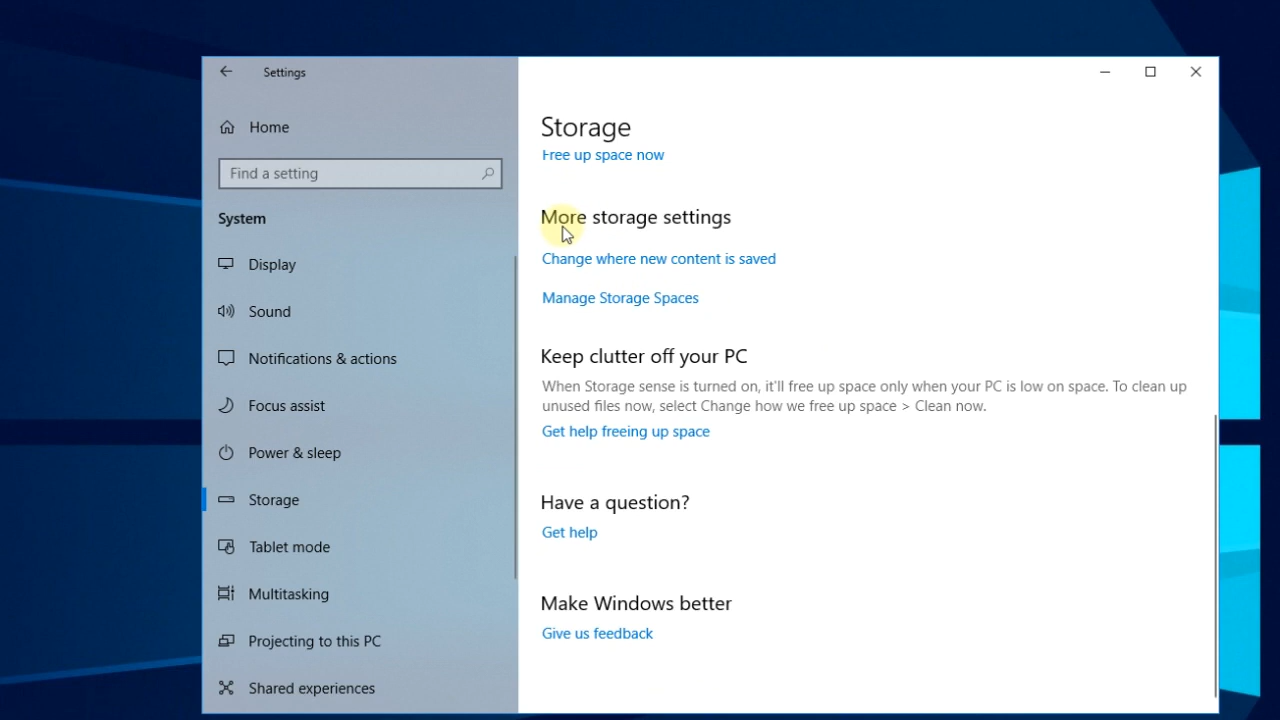 Settings
Home
Find a setting
System
Display
Sound
Notifications & actions
Focus assist
Power & sleep
Storage
Tablet mode
Multitasking
Projecting to this PC
Shared experiences
Storage
Free up space now
More storage settings
Change where new content is saved
Manage Storage Spaces
Keep clutter off your PC
When Storage sense is turned on, it'll free up space only when your PC is low on space. To clean up
unused files now, select Change how we free up space > Clean now.
Get help freeing up space
Have a question?
Get help
Make Windows better
Give us feedback